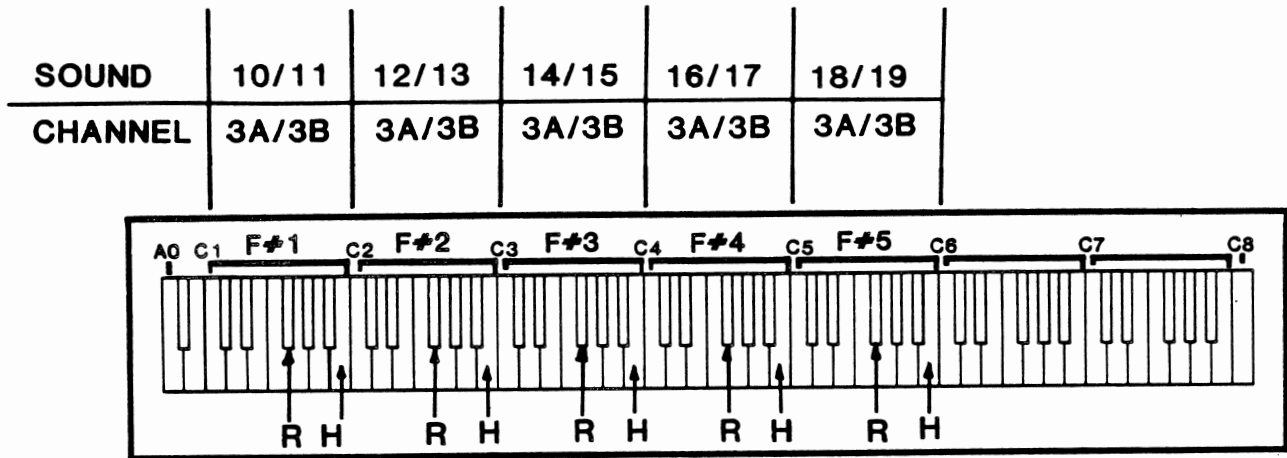 SOUND 10/11 12/13 14/15 16/17 18/19
CHANNEL 3A/3B 3A/3B 3A/3B 3A/3B 3A/3B
A0 C1 F#1 C2 F#2 C3 F#3 C4 F#4 C5 F#5 C6 C7 C8
R H R H R H R H R H